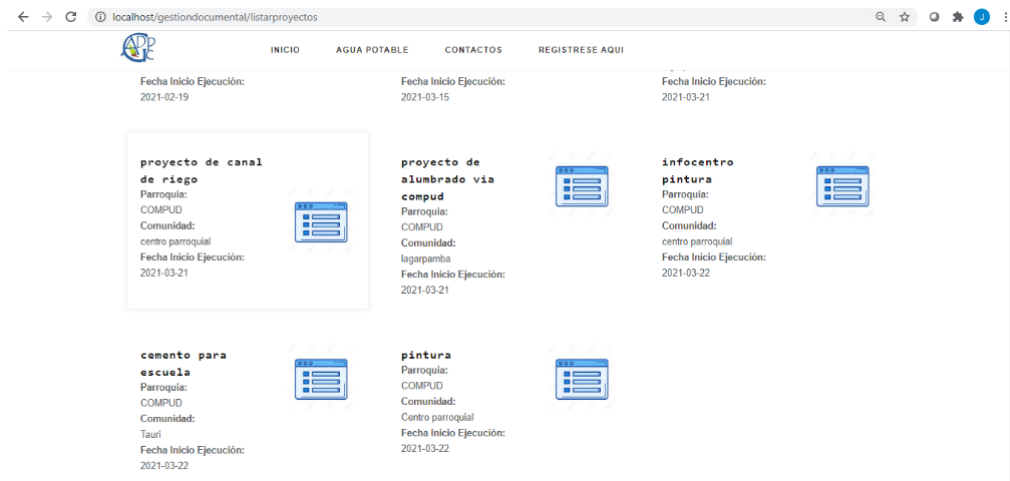 localhost/gestiondocumental/listarproyectos
J
APP
GC
INICIO AGUA POTABLE CONTACTOS REGISTRESE AQUI
Fecha Inicio Ejecución:
2021-02-19
Fecha Inicio Ejecución:
2021-03-15
Fecha Inicio Ejecución:
2021-03-21
proyecto de canal
de riego
Parroquia:
COMPUD
Comunidad:
centro parroquial
Fecha Inicio Ejecución:
2021-03-21
proyecto de
alumbrado via
compud
Parroquia:
COMPUD
Comunidad:
lagarpamba
Fecha Inicio Ejecución:
2021-03-21
infocentro
pintura
Parroquia:
COMPUD
Comunidad:
centro parroquial
Fecha Inicio Ejecución:
2021-03-22
cemento para
escuela
Parroquia:
COMPUD
Comunidad:
Tauri
Fecha Inicio Ejecución:
2021-03-22
pintura
Parroquia:
COMPUD
Comunidad:
Centro parroquial
Fecha Inicio Ejecución:
2021-03-22